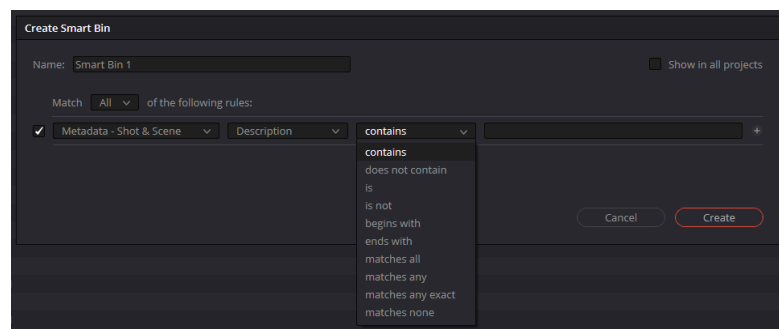 Create Smart Bin
Name: Smart Bin 1 Show in all projects
Match All of the following rules:
Metadata - Shot & Scene Description contains +
contains
does not contain
is
is not
begins with
ends with
matches all
matches any
matches any exact
matches none
Cancel Create